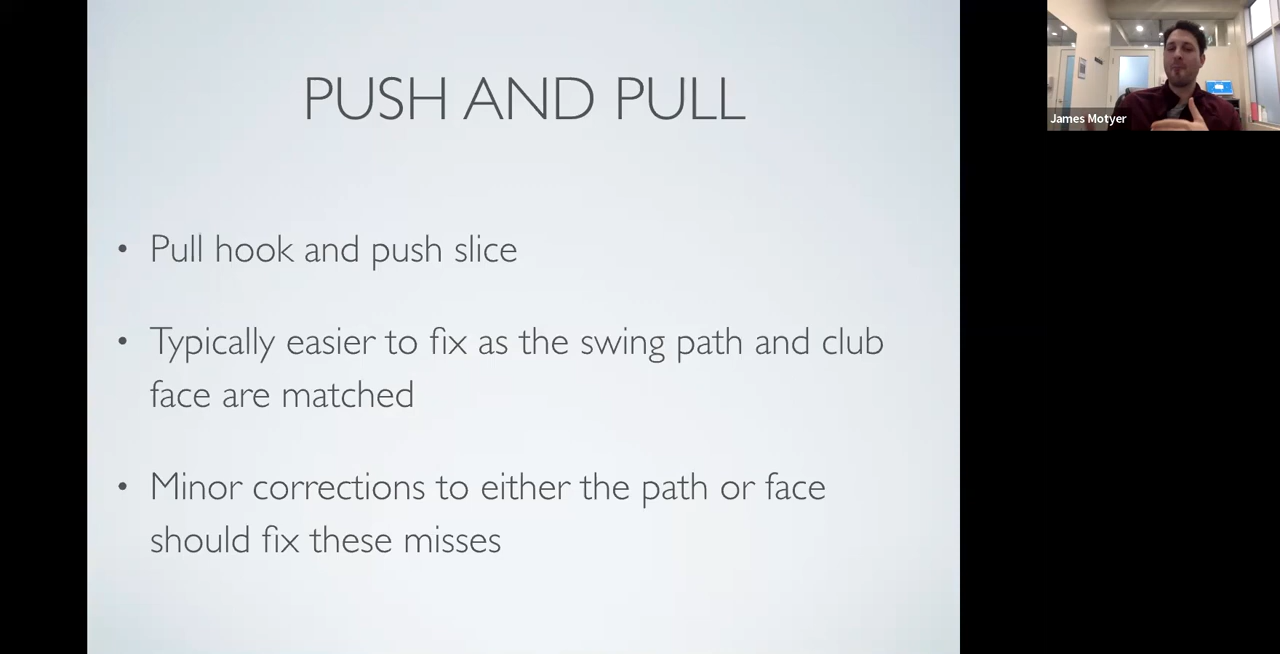 PUSH AND PULL
• Pull hook and push slice
• Typically easier to fix as the swing path and club
face are matched
• Minor corrections to either the path or face
should fix these misses
James Motyer